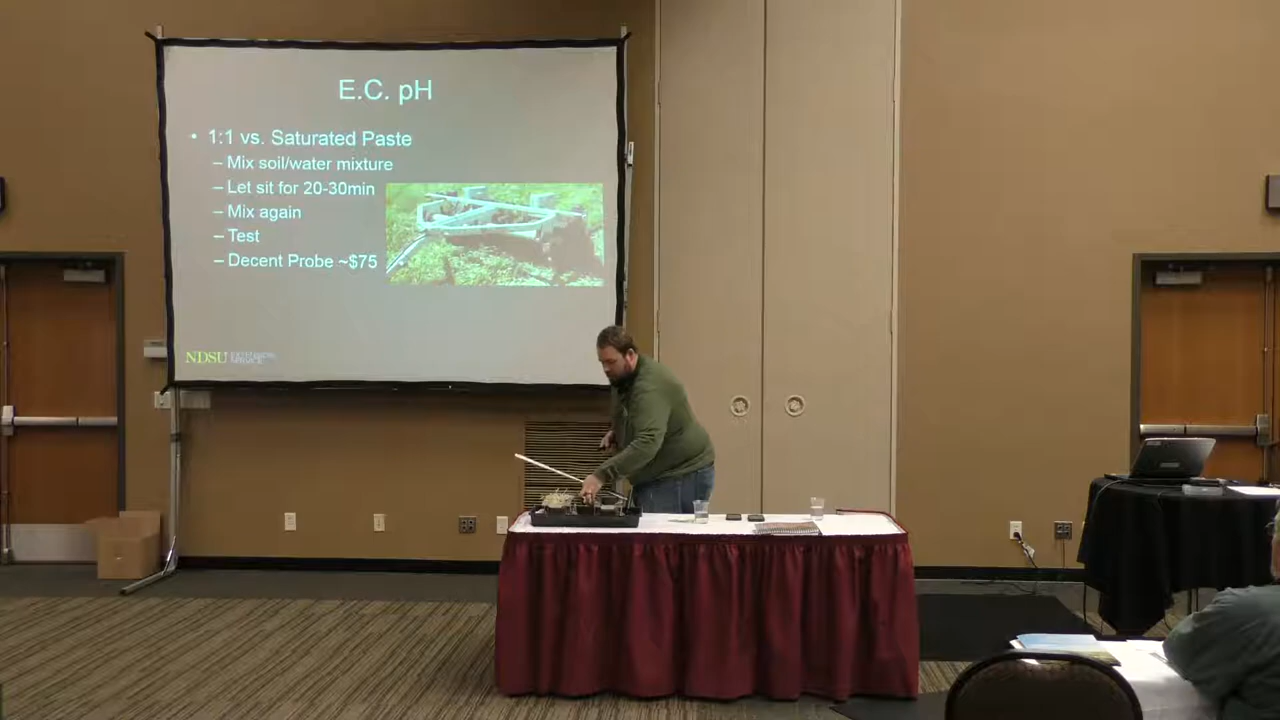 E.C. pH
• 1:1 vs. Saturated Paste
– Mix soil/water mixture
– Let sit for 20-30min
– Mix again
– Test
– Decent Probe ~$75
NDSU